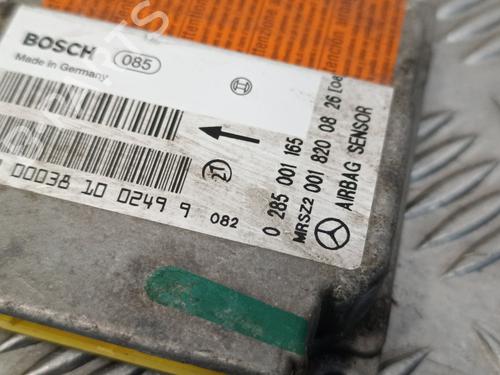 BOSCH
085
Made in Germany
00038 10 0249 9
082
27
0 285 001 165
MRSZ2 001 820 08 26
AIRBAG SENSOR